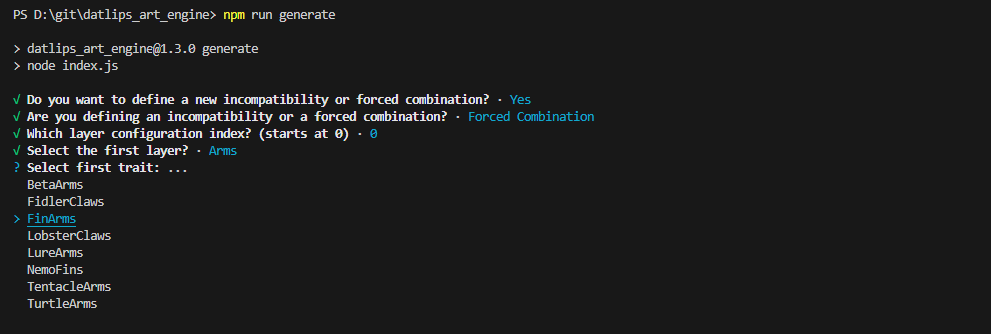 PS D:\git\datlips_art_engine> npm run generate
> datlips_art_engine@1.3.0 generate
> node index.js
√ Do you want to define a new incompatibility or forced combination? · Yes
√ Are you defining an incompatibility or a forced combination? · Forced Combination
√ Which layer configuration index? (starts at 0) · 0
√ Select the first layer? · Arms
? Select first trait: ...
BetaArms
FidlerClaws
> FinArms
LobsterClaws
LureArms
NemoFins
TentacleArms
TurtleArms